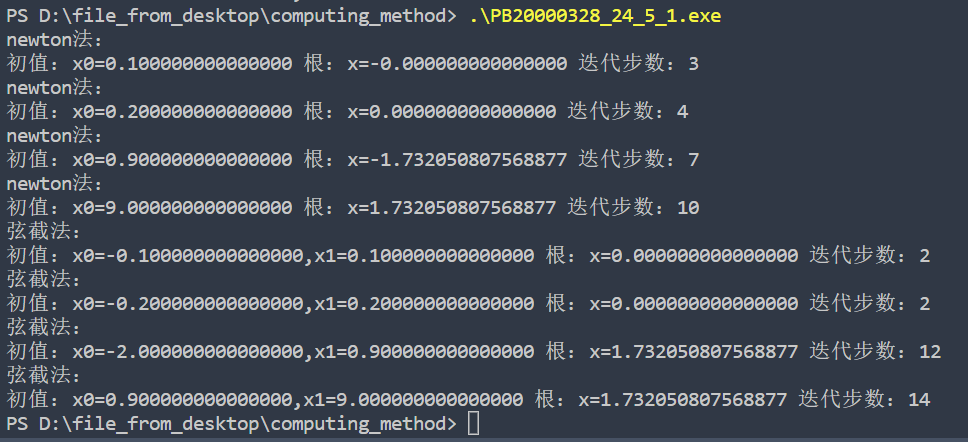 PS D:\file_from_desktop\computing_method> .\PB20000328_24_5_1.exe
newton法：
初值：x0=0.100000000000000 根：x=-0.000000000000000 迭代步数：3
newton法：
初值：x0=0.200000000000000 根：x=0.000000000000000 迭代步数：4
newton法：
初值：x0=0.900000000000000 根：x=-1.732050807568877 迭代步数：7
newton法：
初值：x0=9.000000000000000 根：x=1.732050807568877 迭代步数：10
弦截法：
初值：x0=-0.100000000000000,x1=0.100000000000000 根：x=0.000000000000000 迭代步数：2
弦截法：
初值：x0=-0.200000000000000,x1=0.200000000000000 根：x=0.000000000000000 迭代步数：2
弦截法：
初值：x0=-2.000000000000000,x1=0.900000000000000 根：x=1.732050807568877 迭代步数：12
弦截法：
初值：x0=0.900000000000000,x1=9.000000000000000 根：x=1.732050807568877 迭代步数：14
PS D:\file_from_desktop\computing_method>